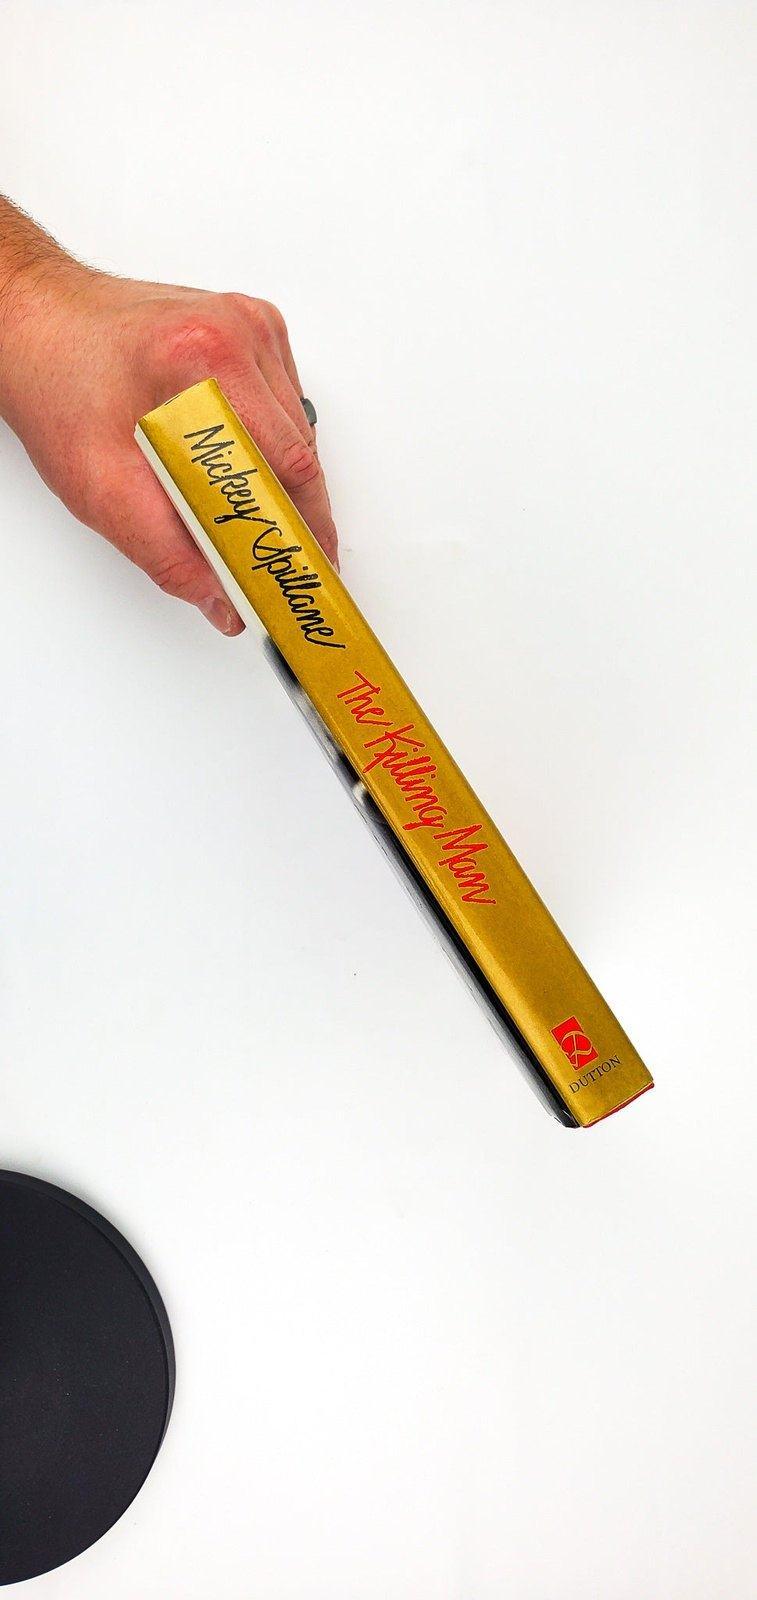 Mickey Spillane
The Killing Man
DUTTON